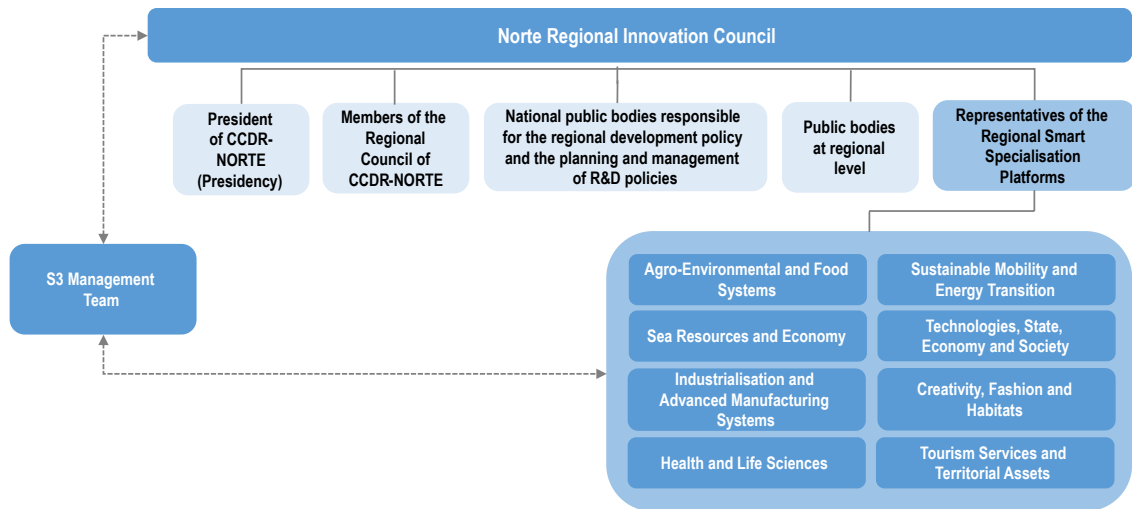 Norte Regional Innovation Council
President
of CCDR-
NORTE
(Presidency)
Members of the
Regional
Council of
CCDR-NORTE
National public bodies responsible
for the regional development policy
and the planning and management
of R&D policies
Public bodies
at regional
level
Representatives of the
Regional Smart
Specialisation
Platforms
S3 Management
Team
Agro-Environmental and Food
Systems
Sustainable Mobility and
Energy Transition
Sea Resources and Economy
Technologies, State,
Economy and Society
Industrialisation and
Advanced Manufacturing
Systems
Creativity, Fashion and
Habitats
Health and Life Sciences
Tourism Services and
Territorial Assets